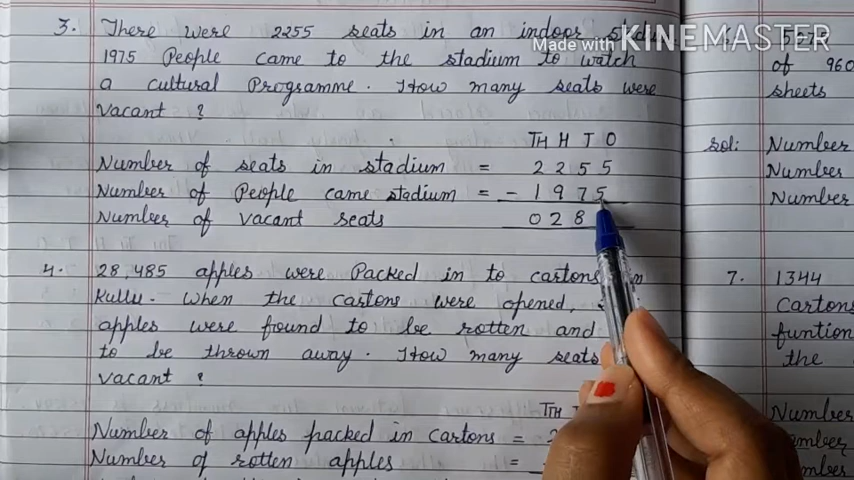 3. There were 2255 seats in an indoor
1975 People came to the stadium to watch
a cultural Programme. How many seats were
vacant ?
TH H T O
Number of seats in stadium = 2 2 5 5
Number of People came stadium = - 1 9 7 5
Number of vacant seats 0 2 8
4. 28,485 apples were Packed in to cartons in
Kullu. When the cartons were opened,
apples were found to be rotten and
to be thrown away. How many seats
vacant ?
TH
Number of apples packed in cartons =
Number of rotten apples =
Made with KINEMASTER
of 960
sheets
Sol: Number
Number
Number
7. 1344
Cartons
funtion
the
Number
Number